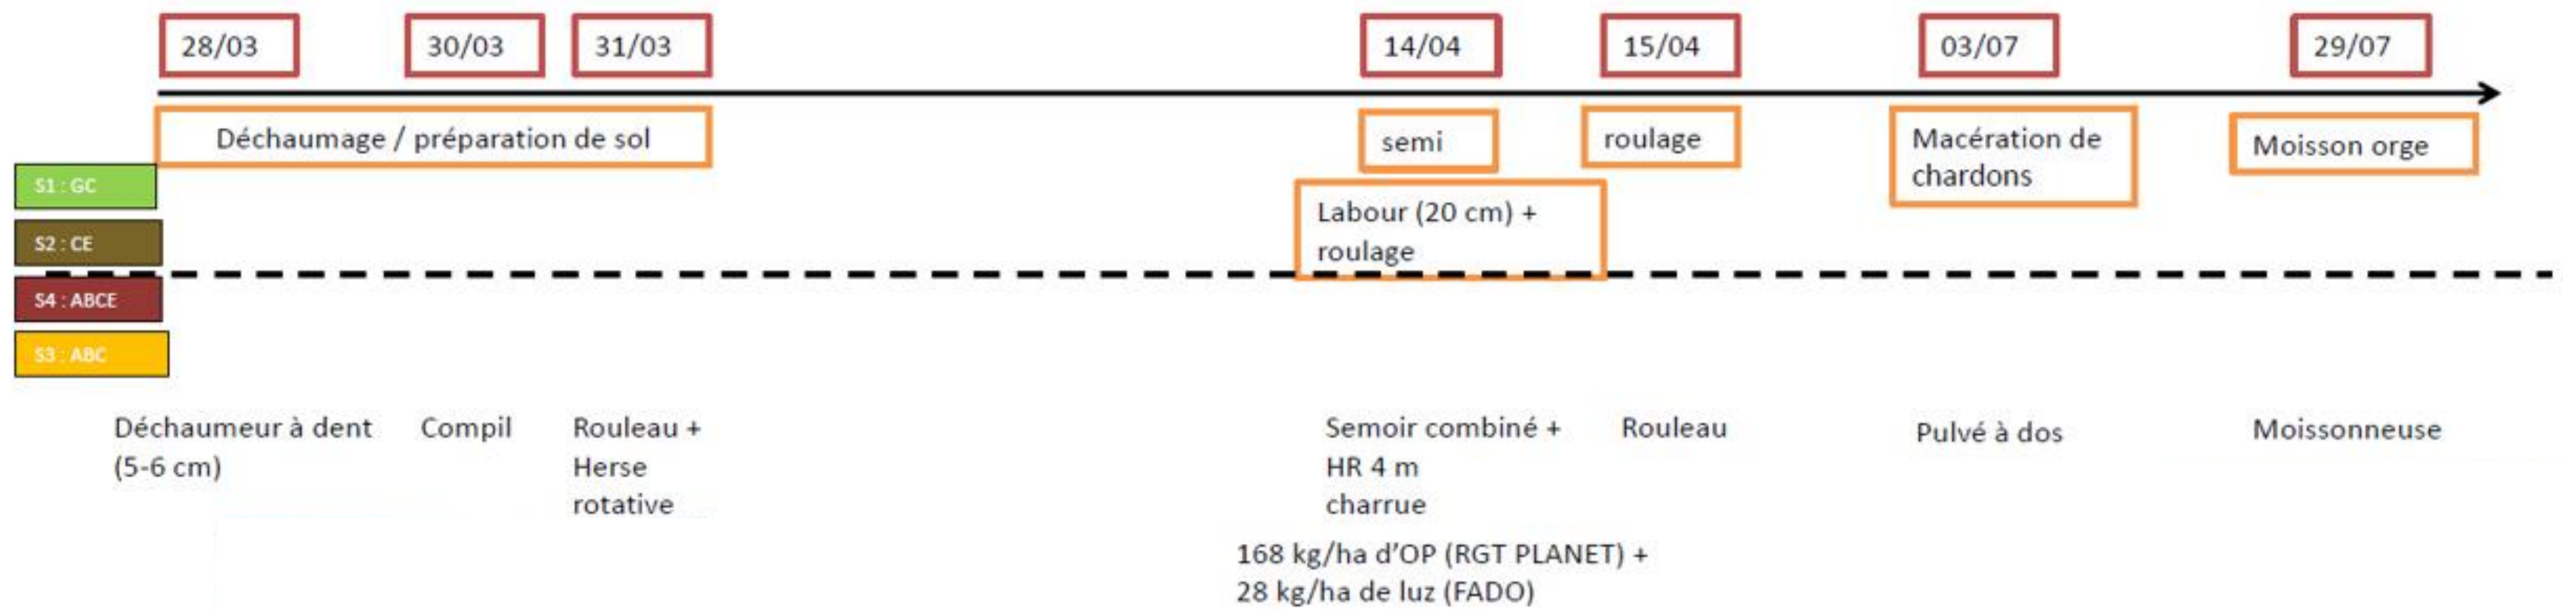 28/03
30/03
31/03
14/04
15/04
03/07
29/07
Déchaumage / préparation de sol
semi
roulage
Macération de
chardons
Moisson orge
S1 : GC
Labour (20 cm) +
roulage
S2 : CE
S4 : ABCE
S3 : ABC
Déchaumeur à dent
(5-6 cm)
Compil
Rouleau +
Herse
rotative
Semoir combiné +
HR 4 m
charrue
Rouleau
Pulvé à dos
Moissonneuse
168 kg/ha d'OP (RGT PLANET) +
28 kg/ha de luz (FADO)